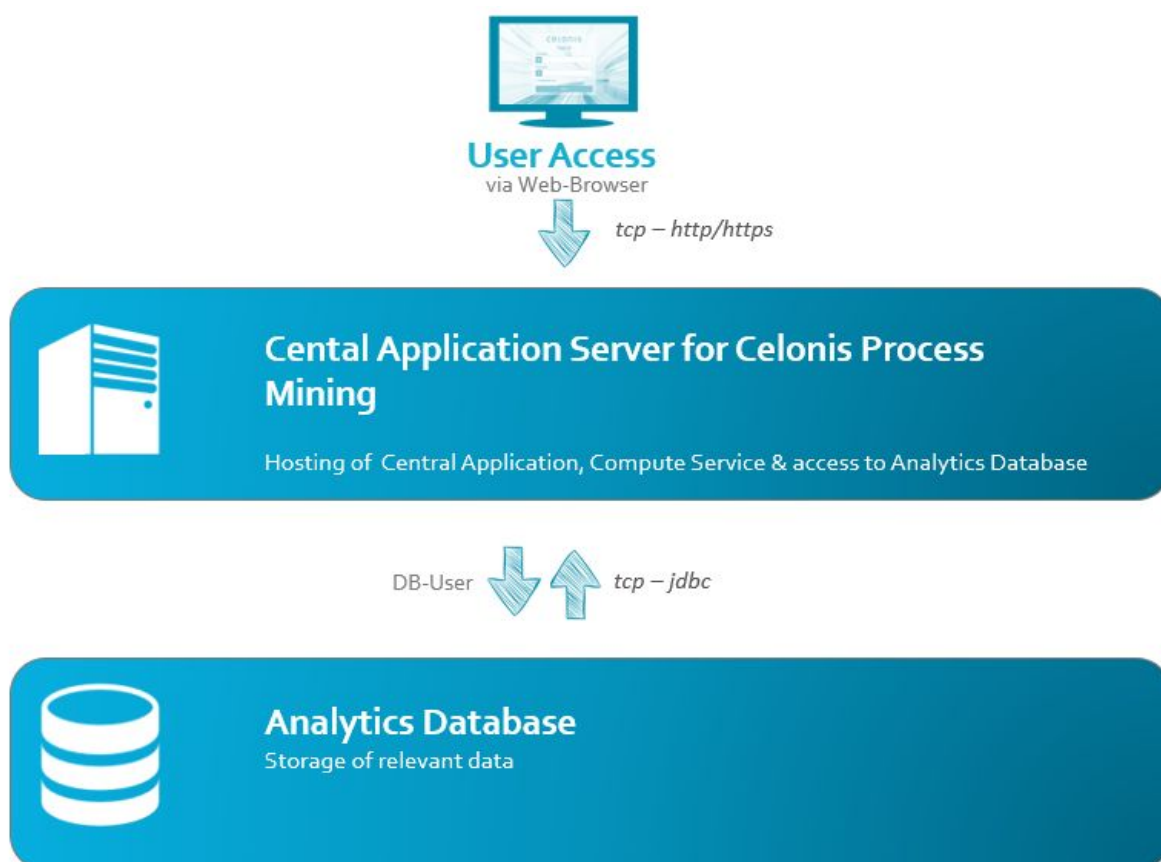 celonis
User Access
via Web-Browser
tcp – http/https
Cental Application Server for Celonis Process
Mining
Hosting of Central Application, Compute Service & access to Analytics Database
DB-User
tcp – jdbc
Analytics Database
Storage of relevant data